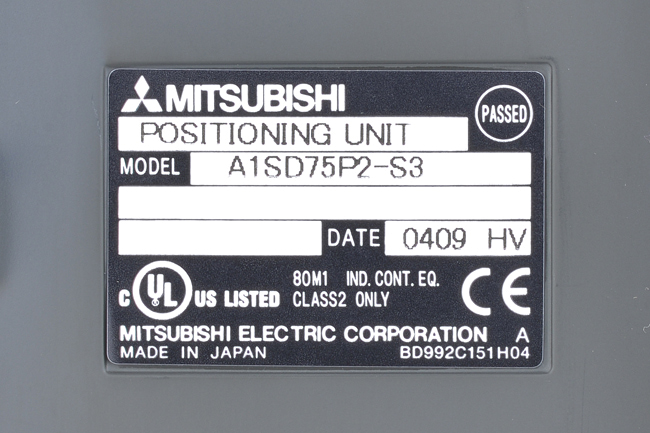 MITSUBISHI
PASSED
POSITIONING UNIT
MODEL A1SD75P2-S3
DATE 0409 HV
C UL US LISTED
80M1 IND. CONT. EQ.
CLASS2 ONLY
CE
MITSUBISHI ELECTRIC CORPORATION A
MADE IN JAPAN BD992C151H04